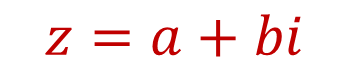 z = a + bi